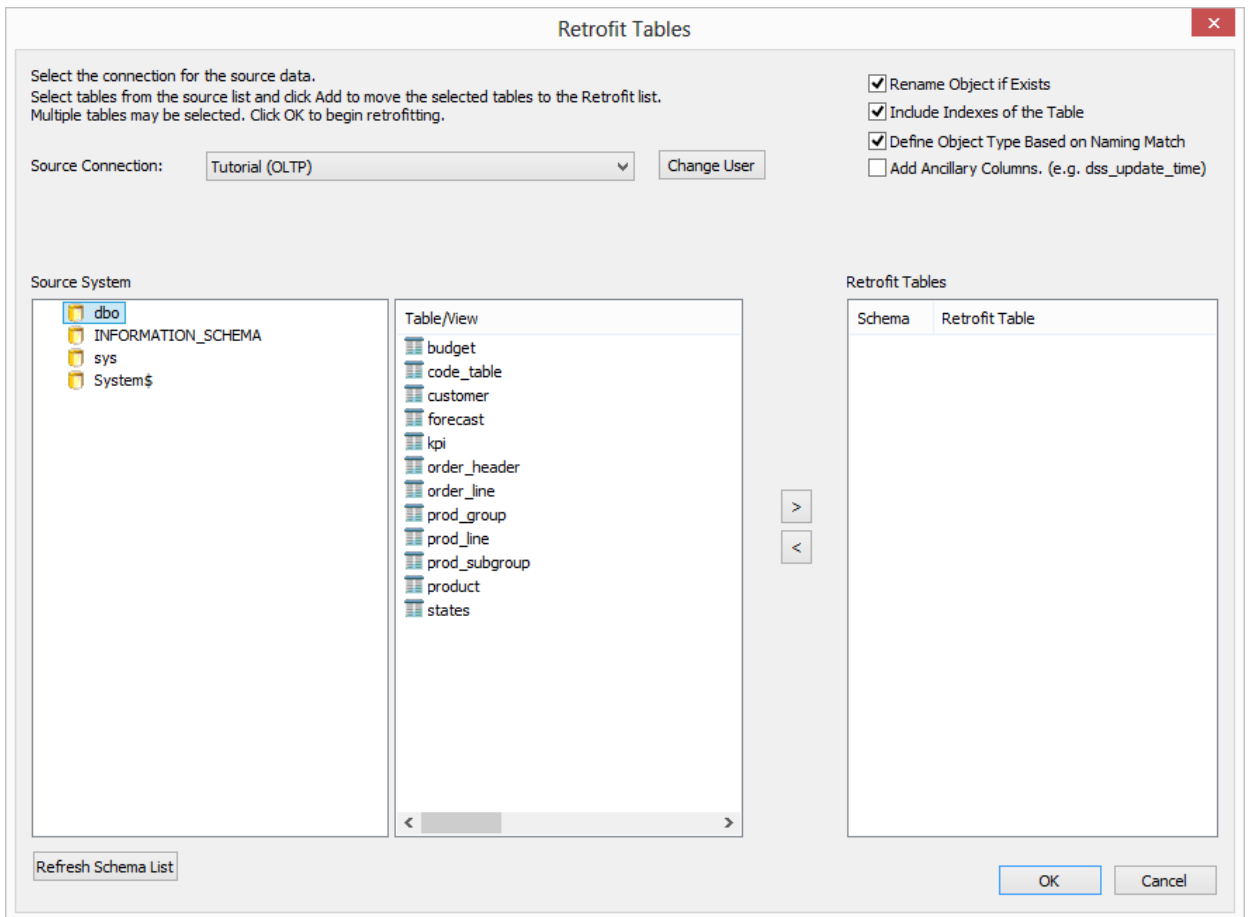 Retrofit Tables
Select the connection for the source data.
Select tables from the source list and click Add to move the selected tables to the Retrofit list.
Multiple tables may be selected. Click OK to begin retrofitting.
Rename Object if Exists
Include Indexes of the Table
Define Object Type Based on Naming Match
Add Ancillary Columns. (e.g. dss_update_time)
Source Connection:
Tutorial (OLTP)
Change User
Source System
dbo
INFORMATION_SCHEMA
sys
System$
Table/View
budget
code_table
customer
forecast
kpi
order_header
order_line
prod_group
prod_line
prod_subgroup
product
states
>
<
Retrofit Tables
Schema Retrofit Table
Refresh Schema List
OK
Cancel